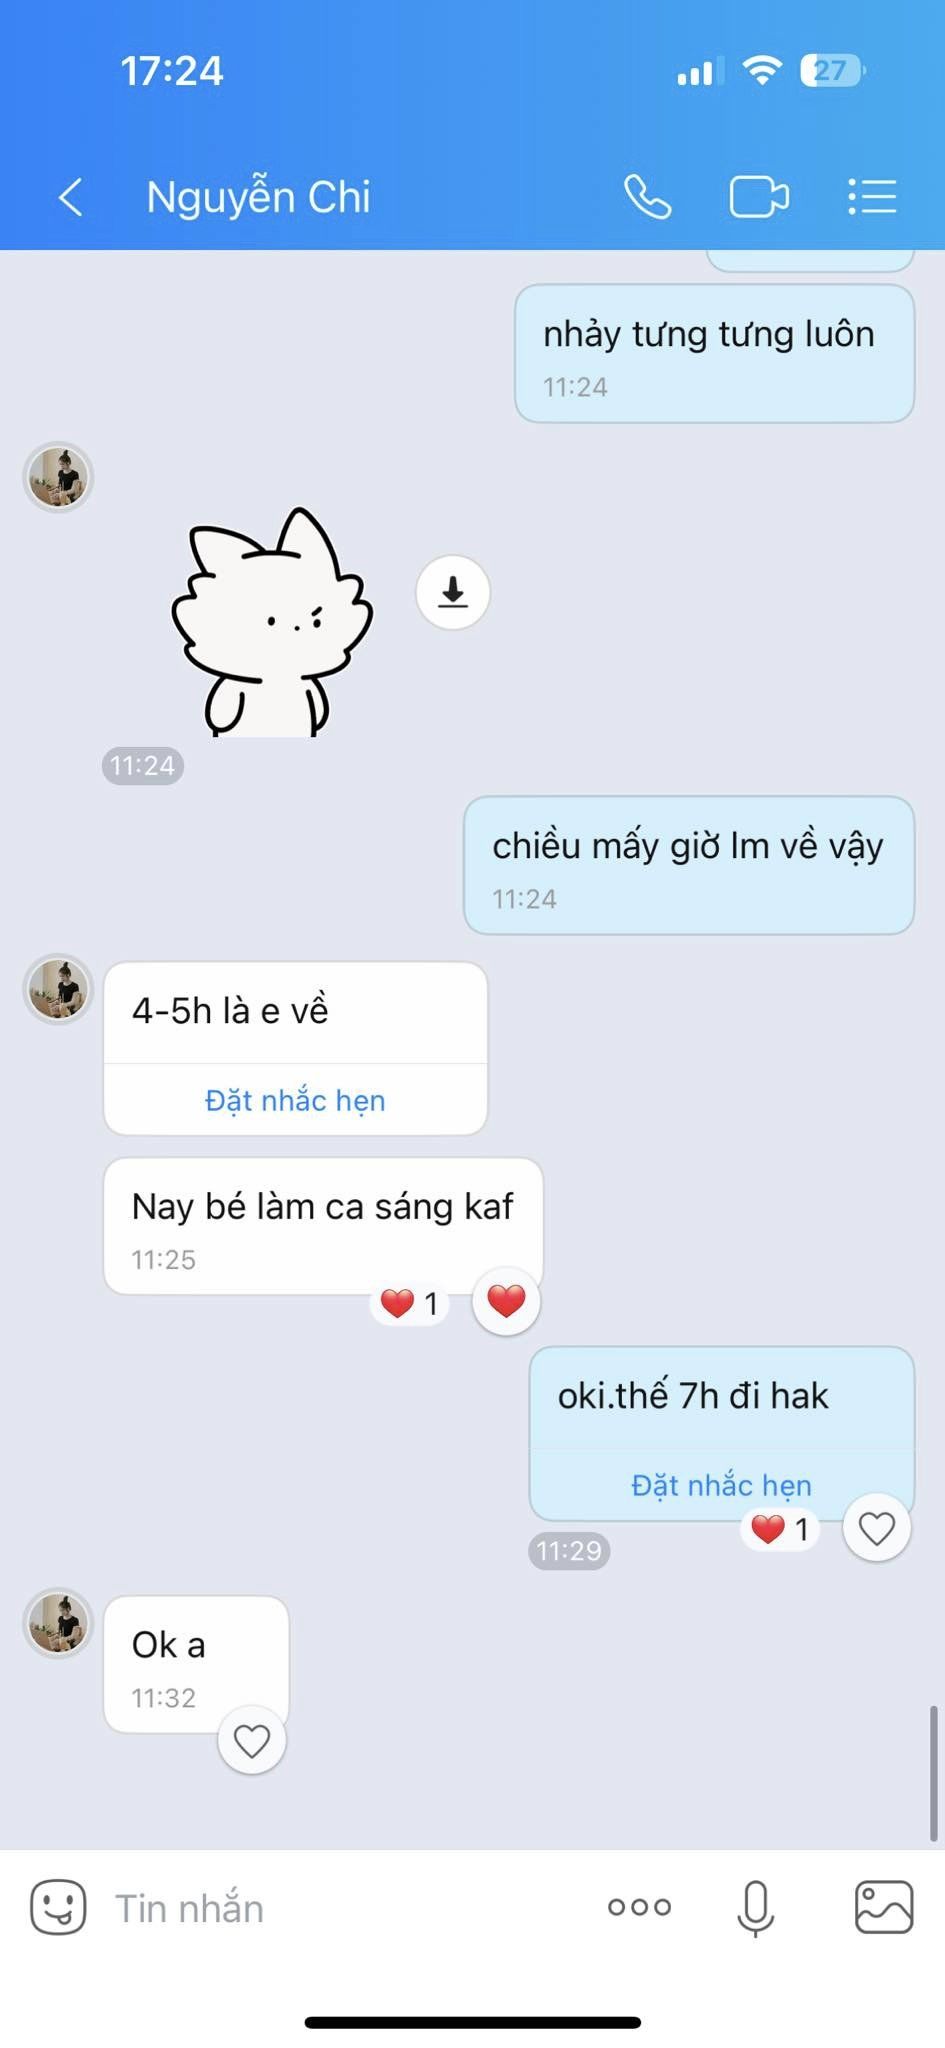 17:24
27
Nguyễn Chi
nhảy tưng tưng luôn
11:24
11:24
chiều mấy giờ lm về vậy
11:24
4-5h là e về
Đặt nhắc hẹn
Nay bé làm ca sáng kaf
11:25
1
oki.thế 7h đi hak
Đặt nhắc hẹn
1
11:29
Ok a
11:32
Tin nhắn